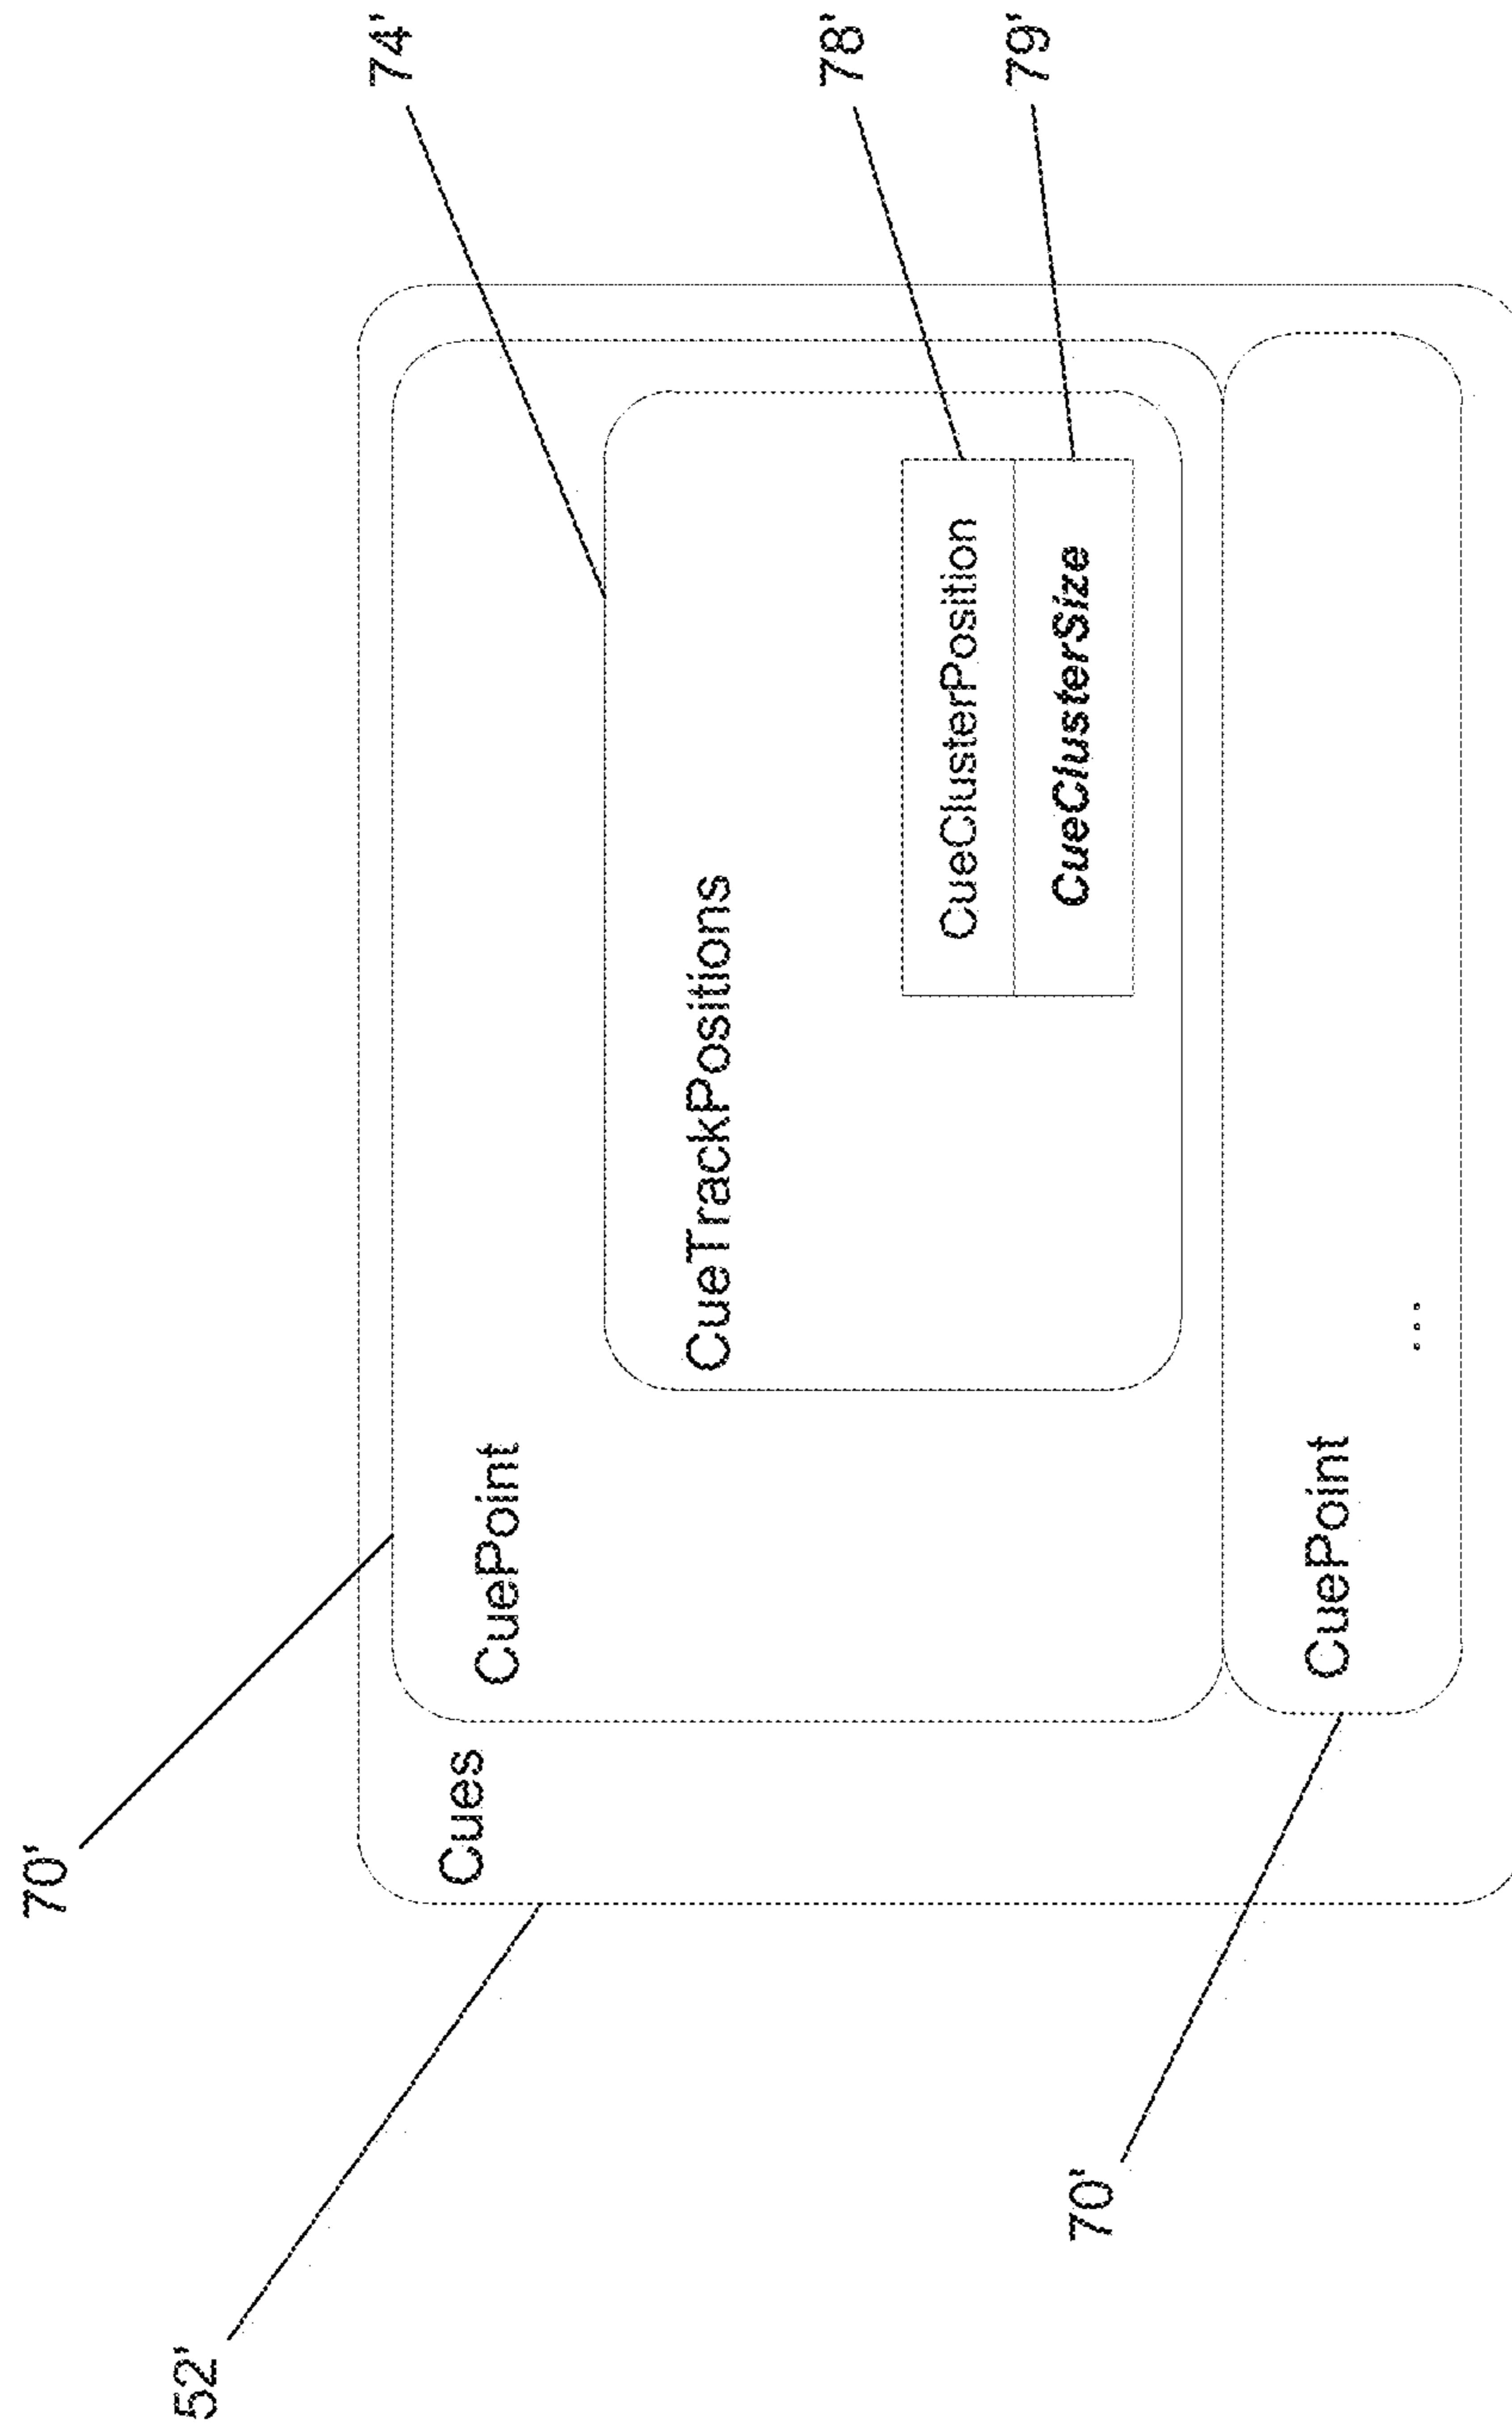 70'
52'
Cues
CuePoint
74'
CueTrackPositions
CueClusterPosition
78'
CueClusterSize
79'
CuePoint
...
70'